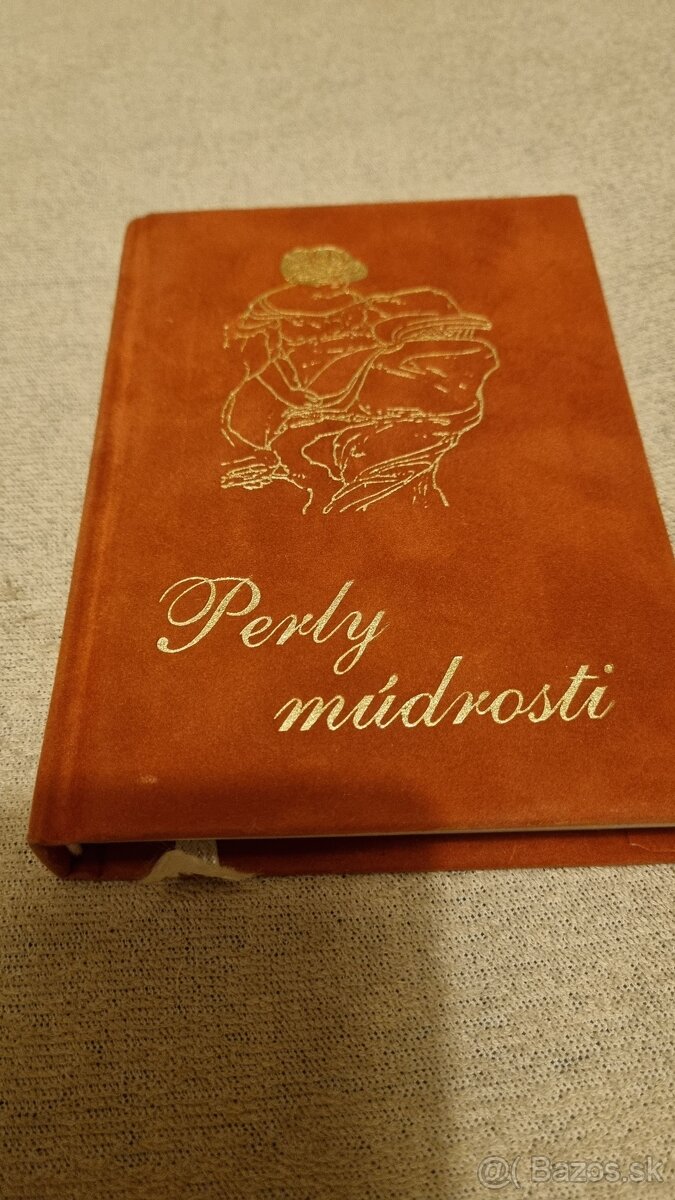 Perly
múdrosti
@( Bazos.sk